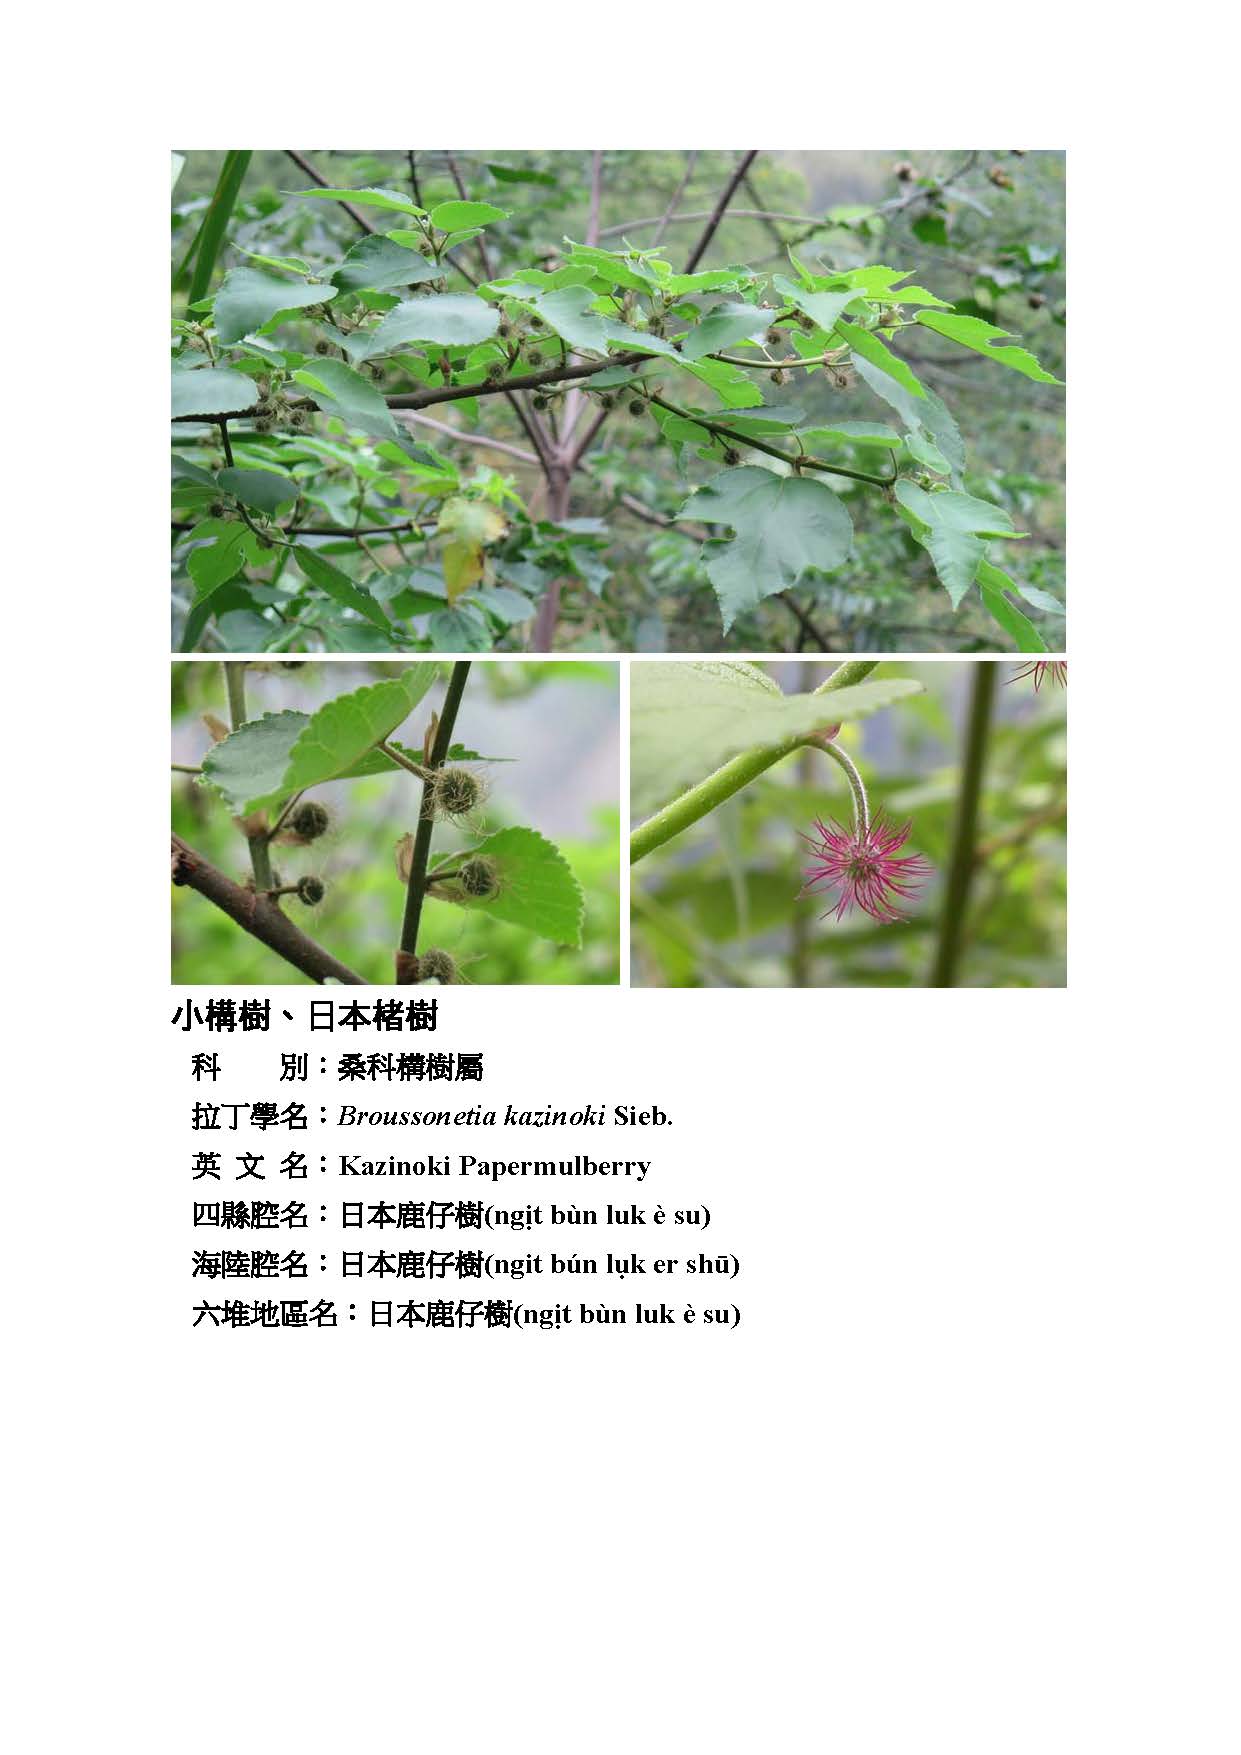 小構樹、日本楮樹
科　　別：桑科構樹屬
拉丁學名：Broussonetia kazinoki Sieb.
英 文 名：Kazinoki Papermulberry
四縣腔名：日本鹿仔樹(ngịt bùn luk è su)
海陸腔名：日本鹿仔樹(ngit bún lụk er shū)
六堆地區名：日本鹿仔樹(ngịt bùn luk è su)